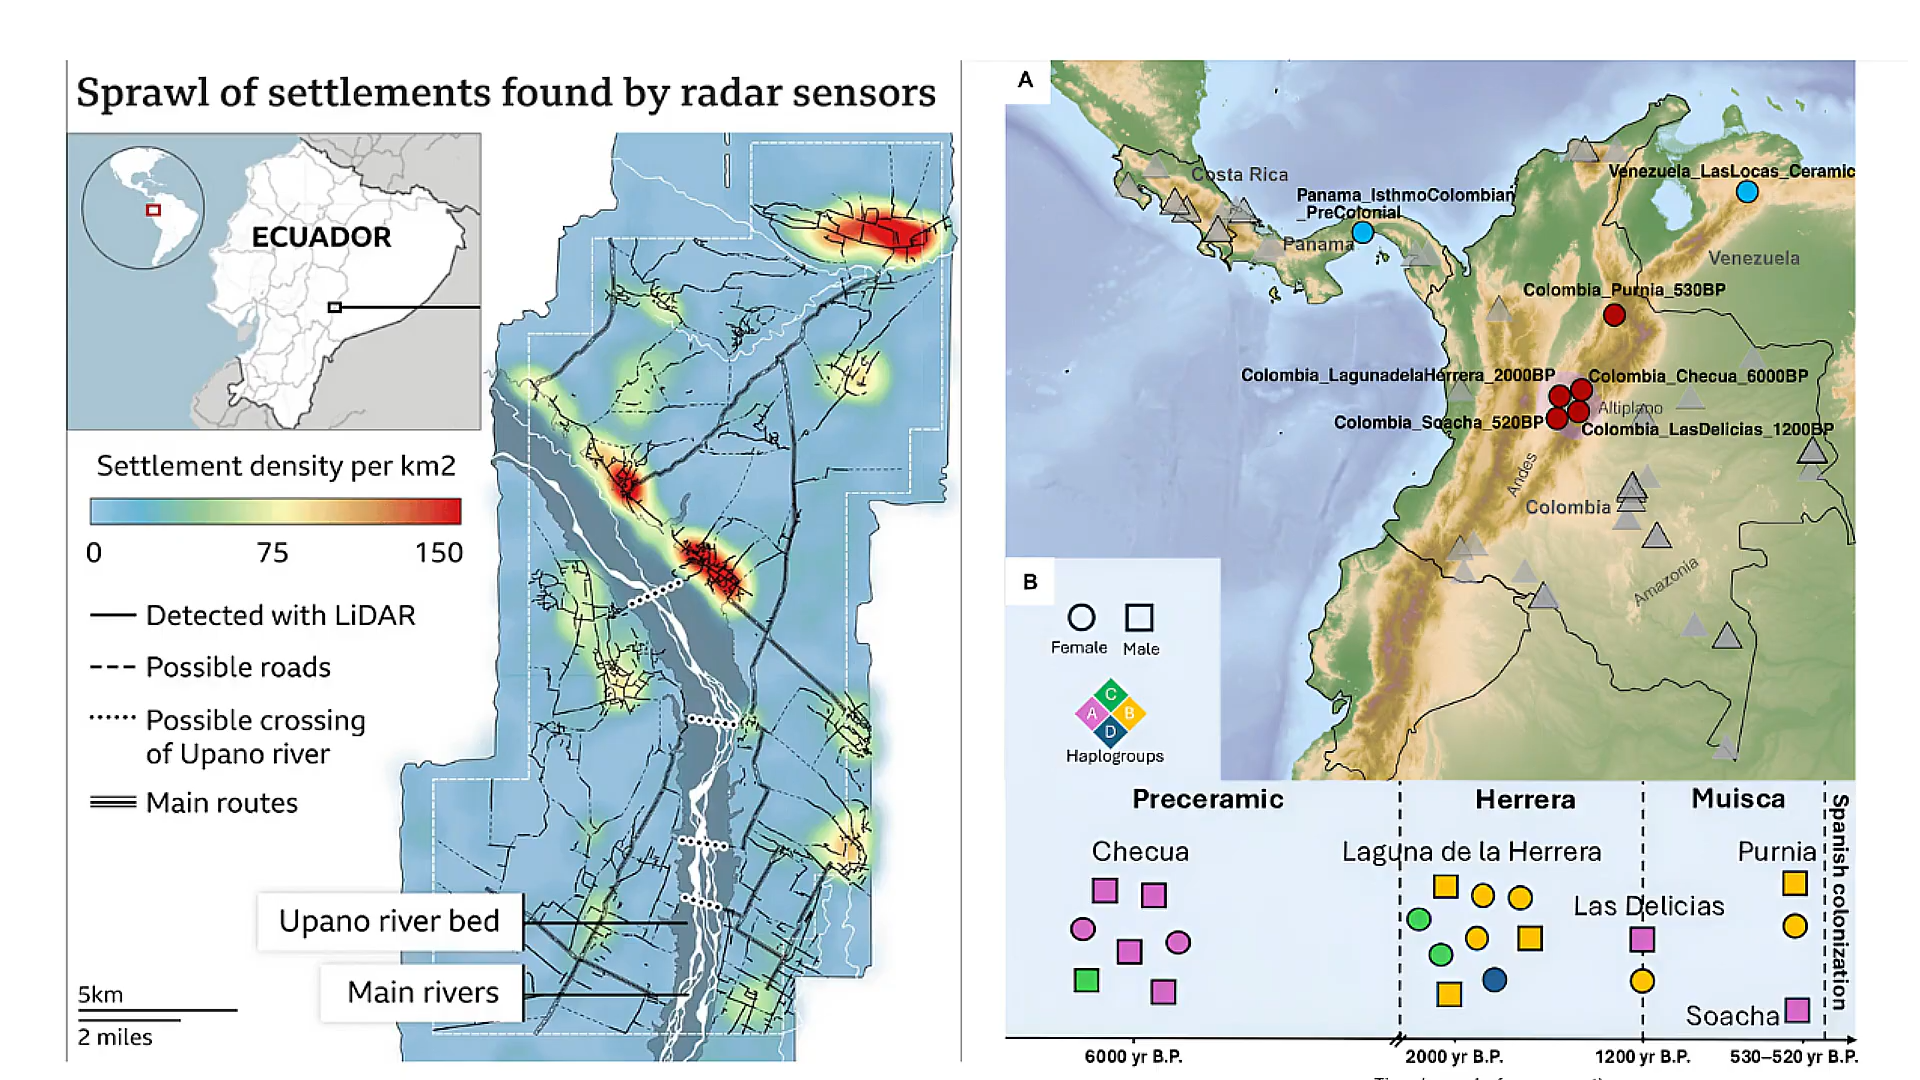 Sprawl of settlements found by radar sensors
ECUADOR
Settlement density per km2
0 75 150
Detected with LiDAR
Possible roads
Possible crossing
of Upano river
Main routes
Upano river bed
Main rivers
5km
2 miles
A
Costa Rica
Panama_IsthmoColombian
_PreColonial
Panama
Venezuela_LasLocas_Ceramic
Venezuela
Colombia_Purnia_530BP
Colombia_LagunadelaHerrera_2000BP
Colombia_Checua_6000BP
Altiplano
Colombia_Soacha_520BP
Colombia_LasDelicias_1200BP
Andes
Colombia
Amazonia
B
Female Male
C
A B
D
Haplogroups
Preceramic Herrera Muisca
Spanish colonization
Checua
Laguna de la Herrera
Purnia
Las Delicias
Soacha
6000 yr B.P. 2000 yr B.P. 1200 yr B.P. 530–520 yr B.P.